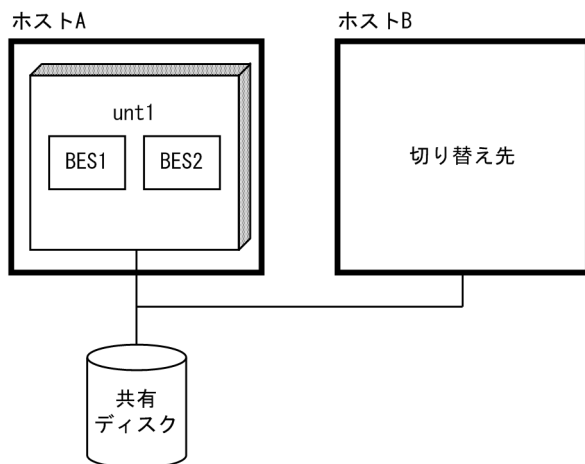 ホストA
ホストB
unt1
BES1
BES2
切り替え先
共有
ディスク